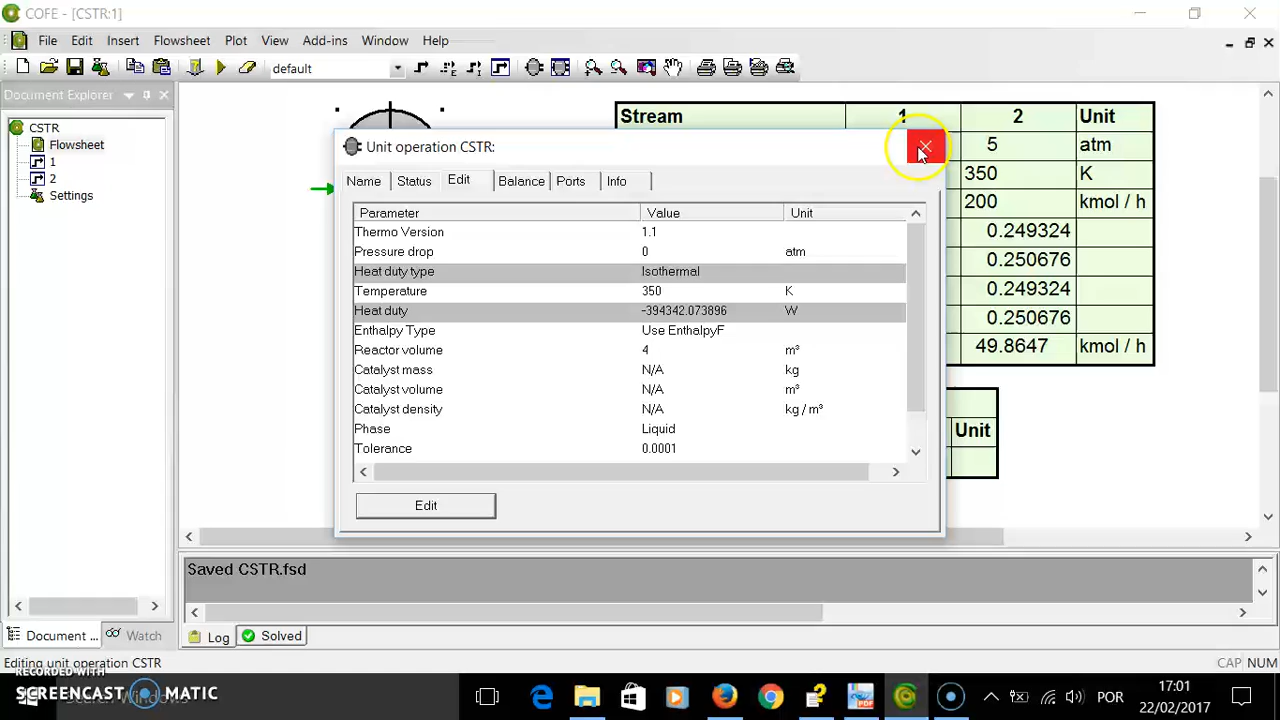 COFE - [CSTR:1]
File Edit Insert Flowsheet Plot View Add-ins Window Help
default
Document Explorer
CSTR
Flowsheet
1
2
Settings
Stream 1 2 Unit
5 atm
350 K
200 kmol / h
0.249324
0.250676
0.249324
0.250676
49.8647 kmol / h
Unit
Unit operation CSTR:
Name Status Edit Balance Ports Info
Parameter Value Unit
Thermo Version 1.1
Pressure drop 0 atm
Heat duty type Isothermal
Temperature 350 K
Heat duty -394342.073896 W
Enthalpy Type Use EnthalpyF
Reactor volume 4 m³
Catalyst mass N/A kg
Catalyst volume N/A m³
Catalyst density N/A kg / m³
Phase Liquid
Tolerance 0.0001
Edit
Saved CSTR.fsd
Document ... Watch
Log Solved
Editing unit operation CSTR
CAP NUM
RECORDED WITH
SCREENCAST MATIC
Search Windows
POR
17:01
22/02/2017